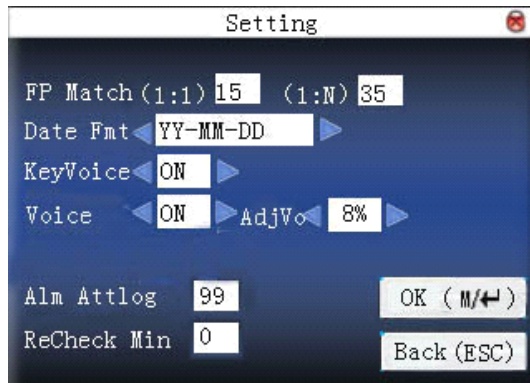 Setting
FP Match (1:1) 15 (1:N) 35
Date Fmt YY-MM-DD
KeyVoice ON
Voice ON AdjVo 8%
Alm Attlog 99 OK (M/↵)
ReCheck Min 0 Back (ESC)